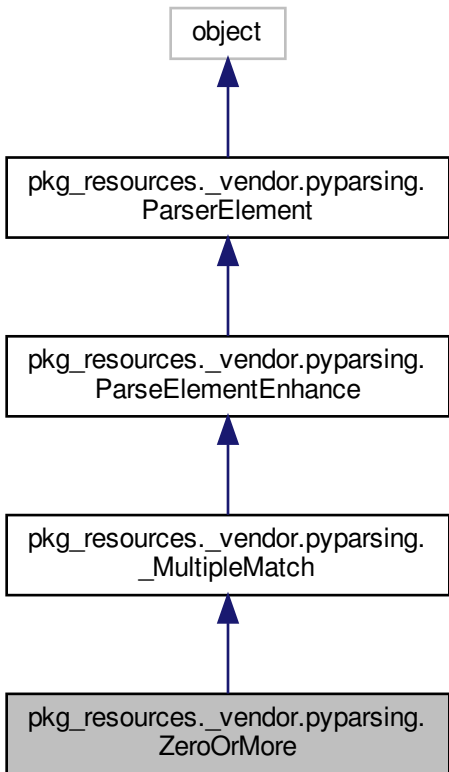 object
pkg_resources._vendor.pyparsing.
ParserElement
pkg_resources._vendor.pyparsing.
ParseElementEnhance
pkg_resources._vendor.pyparsing.
_MultipleMatch
pkg_resources._vendor.pyparsing.
ZeroOrMore